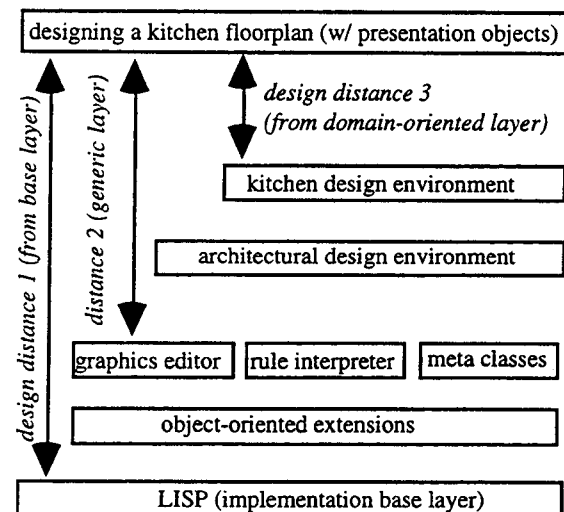 designing a kitchen floorplan (w/ presentation objects)
design distance 1 (from base layer)
distance 2 (generic layer)
design distance 3
(from domain-oriented layer)
kitchen design environment
architectural design environment
graphics editor
rule interpreter
meta classes
object-oriented extensions
LISP (implementation base layer)